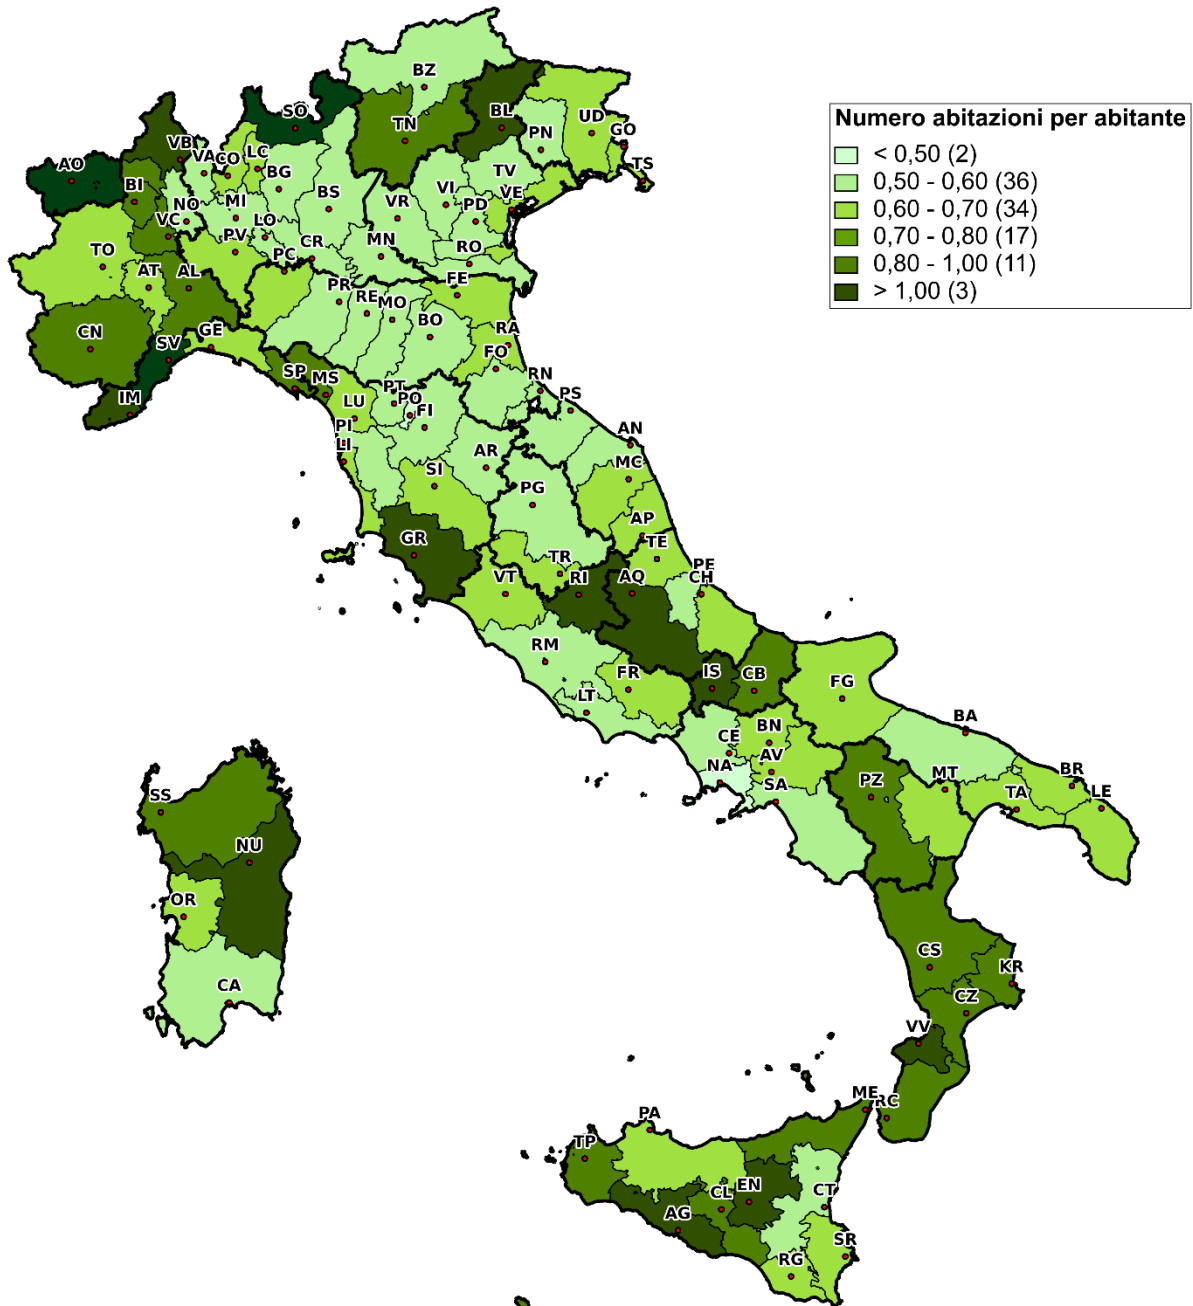 BZ
SO
BL
TN
UD
PN
GO
VB
VA
CO
LC
BG
TS
AO
BI
TV
BS
VE
VI
VR
NO
MI
PD
VC
LO
PV
CR
MN
RO
TO
PC
AT
AL
FE
PR
RE
MO
BO
RA
CN
SV
GE
FO
SP
MS
RN
PT
PO
PS
IM
LU
FI
PI
AN
LI
AR
MC
SI
PG
AP
GR
TE
TR
PE
VT
RI
AQ
CH
RM
FR
IS
CB
FG
LT
BA
CE
BN
NA
AV
SA
PZ
MT
BR
TA
LE
SS
NU
OR
CA
CS
KR
CZ
VV
ME
RC
PA
TP
EN
CL
CT
AG
SR
RG
Numero abitazioni per abitante
< 0,50 (2)
0,50 - 0,60 (36)
0,60 - 0,70 (34)
0,70 - 0,80 (17)
0,80 - 1,00 (11)
> 1,00 (3)